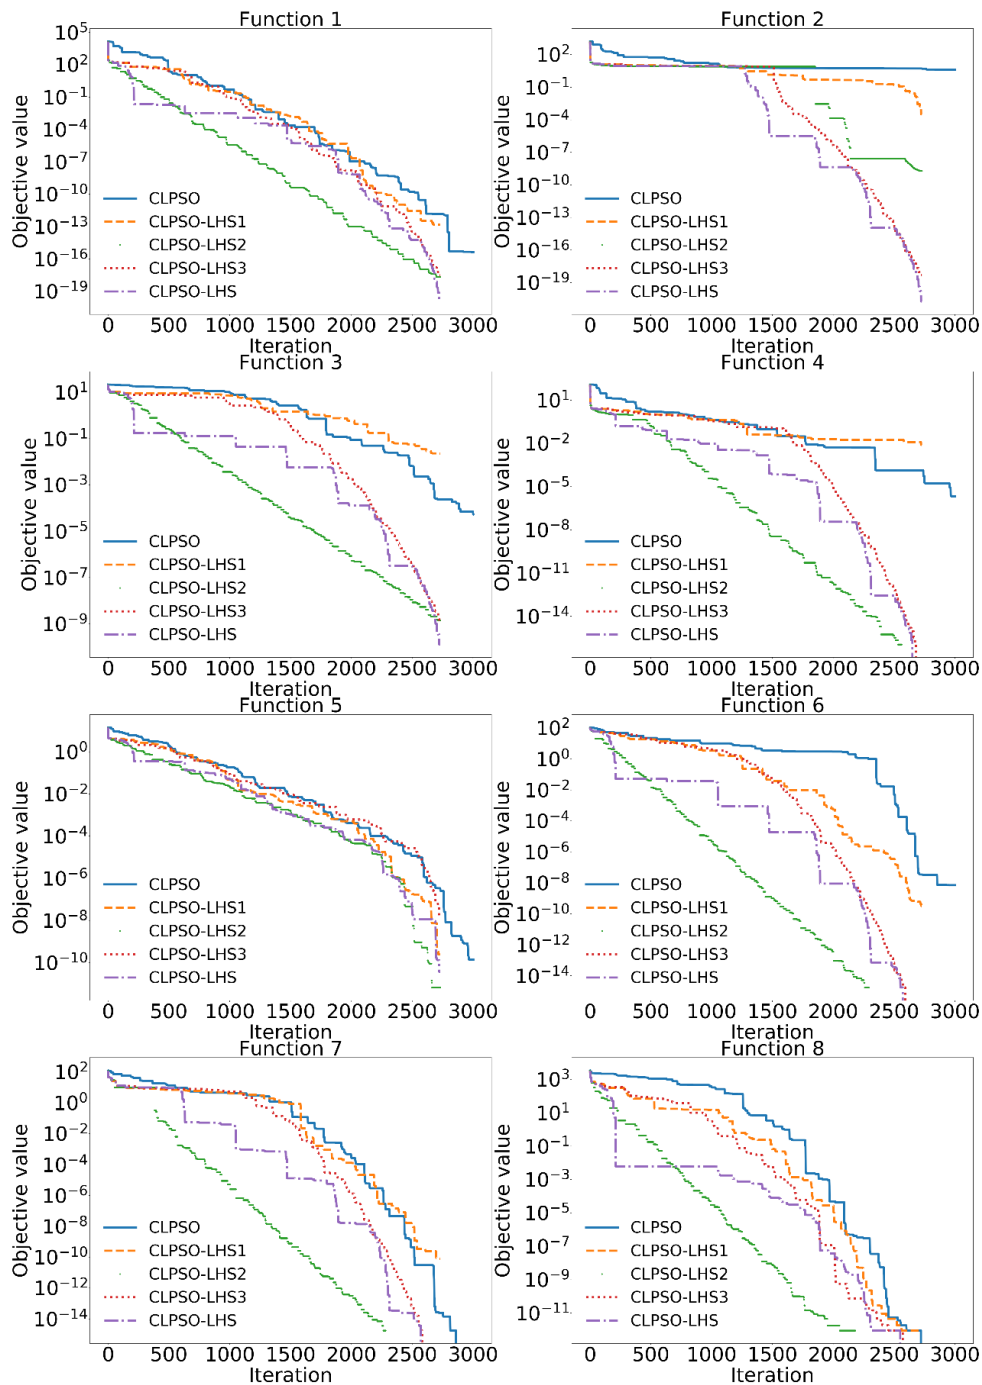 Function 1
Objective value
10^5
10^2
10^−1
10^−4
10^−7
10^−10
10^−13
10^−16
10^−19
CLPSO
CLPSO-LHS1
CLPSO-LHS2
CLPSO-LHS3
CLPSO-LHS
0 500 1000 1500 2000 2500 3000
Iteration
Function 2
Objective value
10^2
10^−1
10^−4
10^−7
10^−10
10^−13
10^−16
10^−19
CLPSO
CLPSO-LHS1
CLPSO-LHS2
CLPSO-LHS3
CLPSO-LHS
0 500 1000 1500 2000 2500 3000
Iteration
Function 3
Objective value
10^1
10^−1
10^−3
10^−5
10^−7
10^−9
CLPSO
CLPSO-LHS1
CLPSO-LHS2
CLPSO-LHS3
CLPSO-LHS
0 500 1000 1500 2000 2500 3000
Iteration
Function 4
Objective value
10^1
10^−2
10^−5
10^−8
10^−11
10^−14
CLPSO
CLPSO-LHS1
CLPSO-LHS2
CLPSO-LHS3
CLPSO-LHS
0 500 1000 1500 2000 2500 3000
Iteration
Function 5
Objective value
10^0
10^−2
10^−4
10^−6
10^−8
10^−10
CLPSO
CLPSO-LHS1
CLPSO-LHS2
CLPSO-LHS3
CLPSO-LHS
0 500 1000 1500 2000 2500 3000
Iteration
Function 6
Objective value
10^2
10^0
10^−2
10^−4
10^−6
10^−8
10^−10
10^−12
10^−14
CLPSO
CLPSO-LHS1
CLPSO-LHS2
CLPSO-LHS3
CLPSO-LHS
0 500 1000 1500 2000 2500 3000
Iteration
Function 7
Objective value
10^2
10^0
10^−2
10^−4
10^−6
10^−8
10^−10
10^−12
10^−14
CLPSO
CLPSO-LHS1
CLPSO-LHS2
CLPSO-LHS3
CLPSO-LHS
0 500 1000 1500 2000 2500 3000
Iteration
Function 8
Objective value
10^3
10^1
10^−1
10^−3
10^−5
10^−7
10^−9
10^−11
CLPSO
CLPSO-LHS1
CLPSO-LHS2
CLPSO-LHS3
CLPSO-LHS
0 500 1000 1500 2000 2500 3000
Iteration